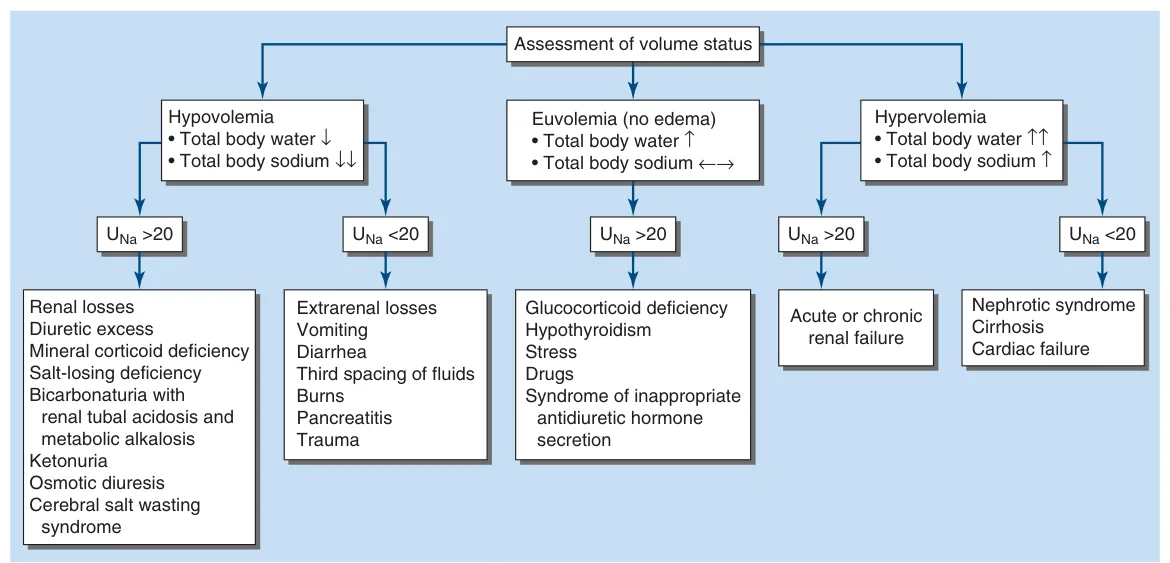 Assessment of volume status
Hypovolemia
• Total body water ↓
• Total body sodium ↓↓
Euvolemia (no edema)
• Total body water ↑
• Total body sodium ←→
Hypervolemia
• Total body water ↑↑
• Total body sodium ↑
UNa >20
UNa <20
UNa >20
UNa >20
UNa <20
Renal losses
Diuretic excess
Mineral corticoid deficiency
Salt-losing deficiency
Bicarbonaturia with
renal tubal acidosis and
metabolic alkalosis
Ketonuria
Osmotic diuresis
Cerebral salt wasting
syndrome
Extrarenal losses
Vomiting
Diarrhea
Third spacing of fluids
Burns
Pancreatitis
Trauma
Glucocorticoid deficiency
Hypothyroidism
Stress
Drugs
Syndrome of inappropriate
antidiuretic hormone
secretion
Acute or chronic
renal failure
Nephrotic syndrome
Cirrhosis
Cardiac failure